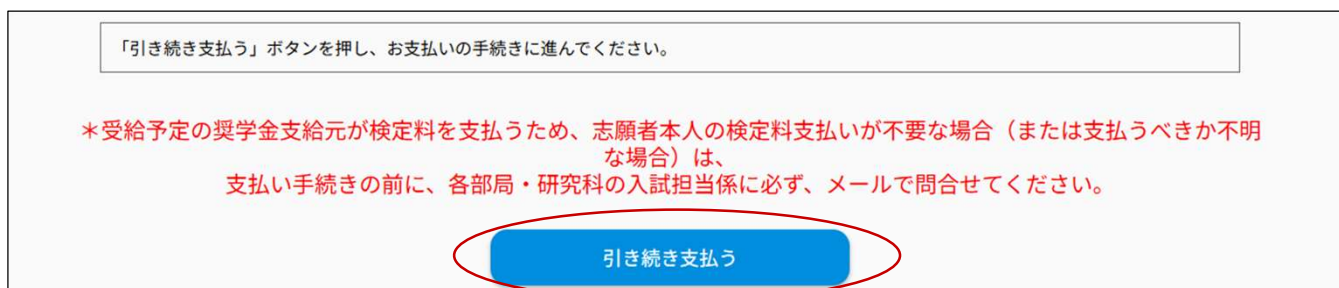 「引き続き支払う」ボタンを押し、お支払いの手続きに進んでください。
＊受給予定の奨学金支給元が検定料を支払うため、志願者本人の検定料支払いが不要な場合（または支払うべきか不明
な場合）は、
支払い手続きの前に、各部局・研究科の入試担当係に必ず、メールで問合せてください。
引き続き支払う